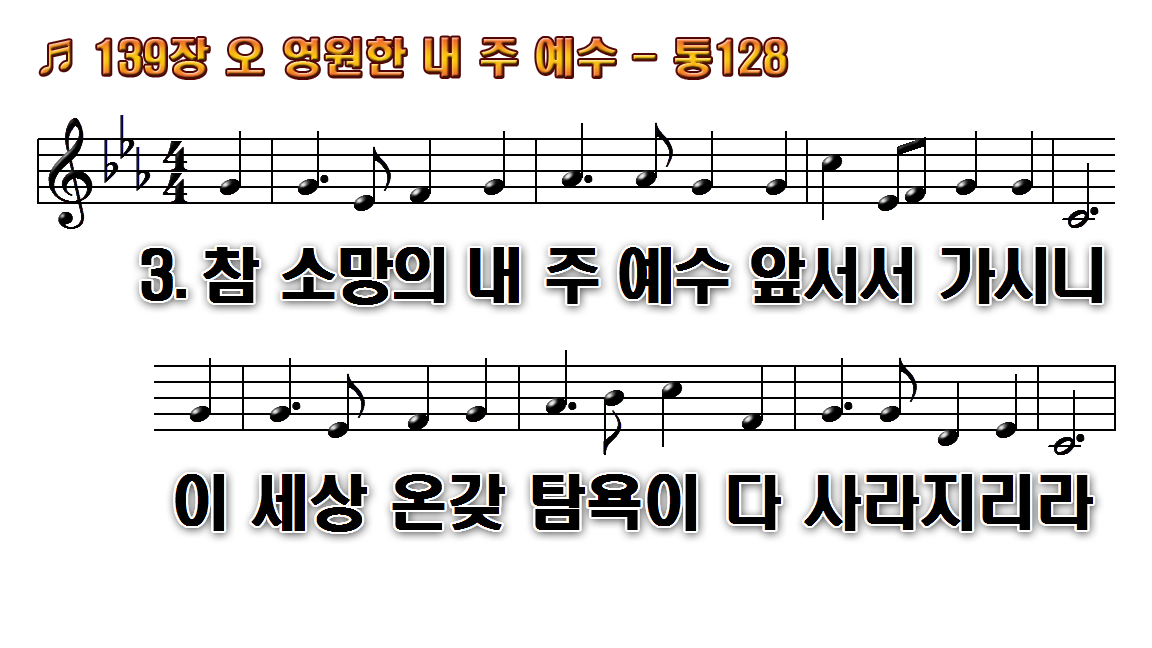 ♬ 139장 오 영원한 내 주 예수 - 통128
4
4
3. 참 소망의 내 주 예수 앞서서 가시니
이 세상 온갖 탐욕이 다 사라지리라